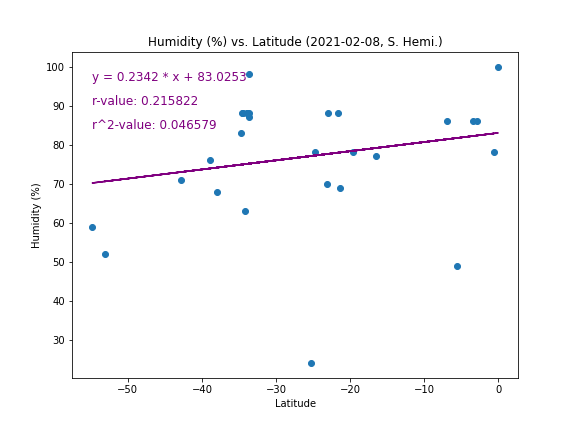 Humidity (%) vs. Latitude (2021-02-08, S. Hemi.)
y = 0.2342 * x + 83.0253
r-value: 0.215822
r^2-value: 0.046579
100
90
80
70
60
50
40
30
Humidity (%)
−50
−40
−30
−20
−10
0
Latitude